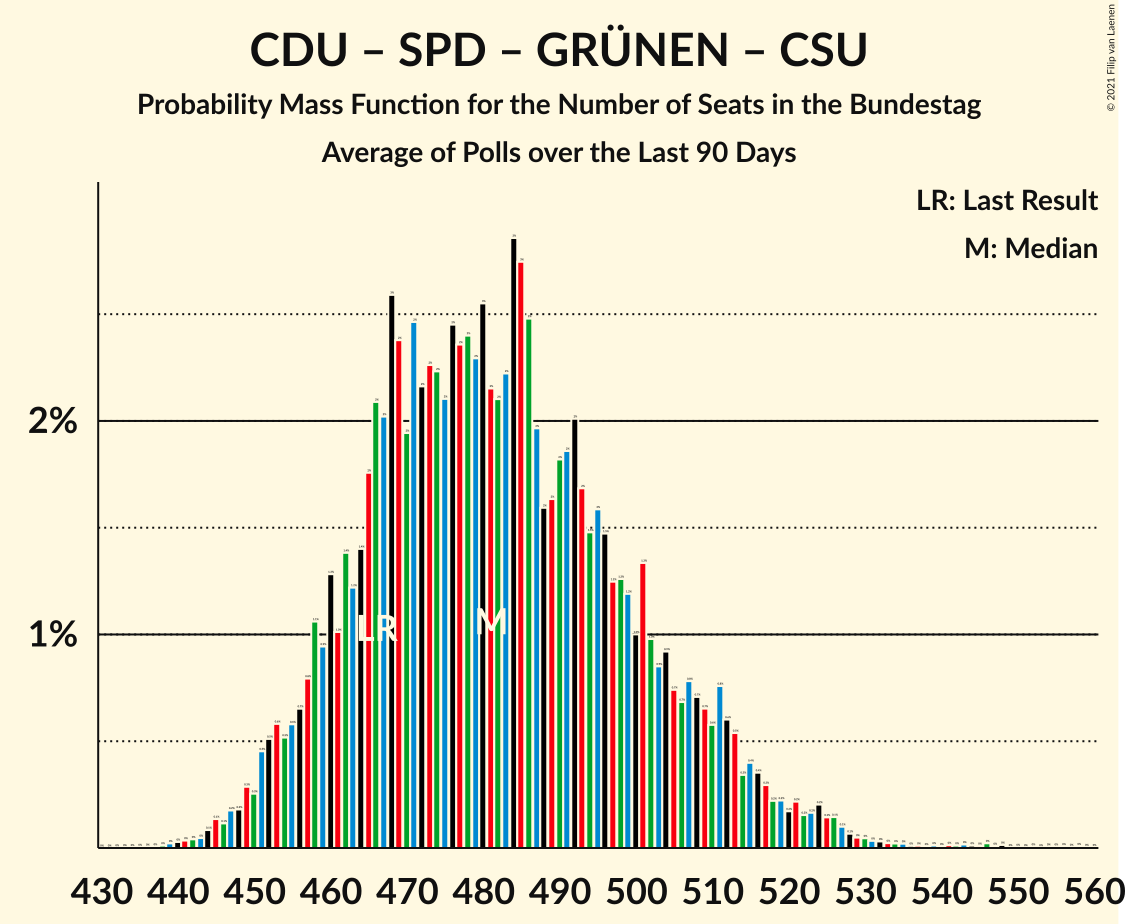 CDU – SPD – GRÜNEN – CSU
Probability Mass Function for the Number of Seats in the Bundestag
Average of Polls over the Last 90 Days
© 2021 Filip van Laenen
LR: Last Result
M: Median
2%
1%
LR
M
430 440 450 460 470 480 490 500 510 520 530 540 550 560